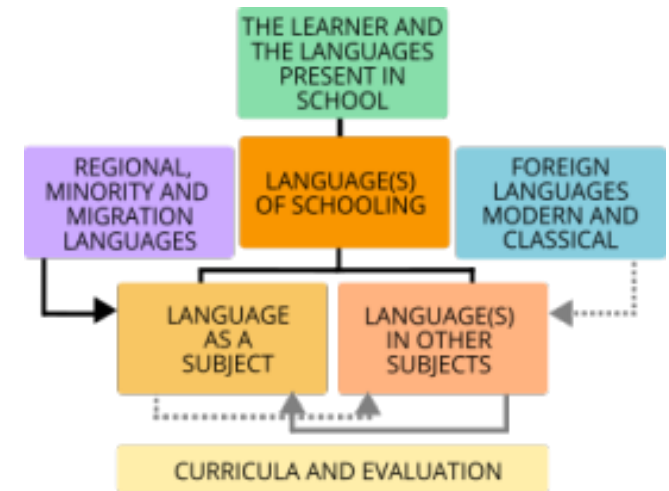 THE LEARNER AND
THE LANGUAGES
PRESENT IN
SCHOOL
REGIONAL,
MINORITY AND
MIGRATION
LANGUAGES
LANGUAGE(S)
OF SCHOOLING
FOREIGN
LANGUAGES
MODERN AND
CLASSICAL
LANGUAGE
AS A
SUBJECT
LANGUAGE(S)
IN OTHER
SUBJECTS
CURRICULA AND EVALUATION